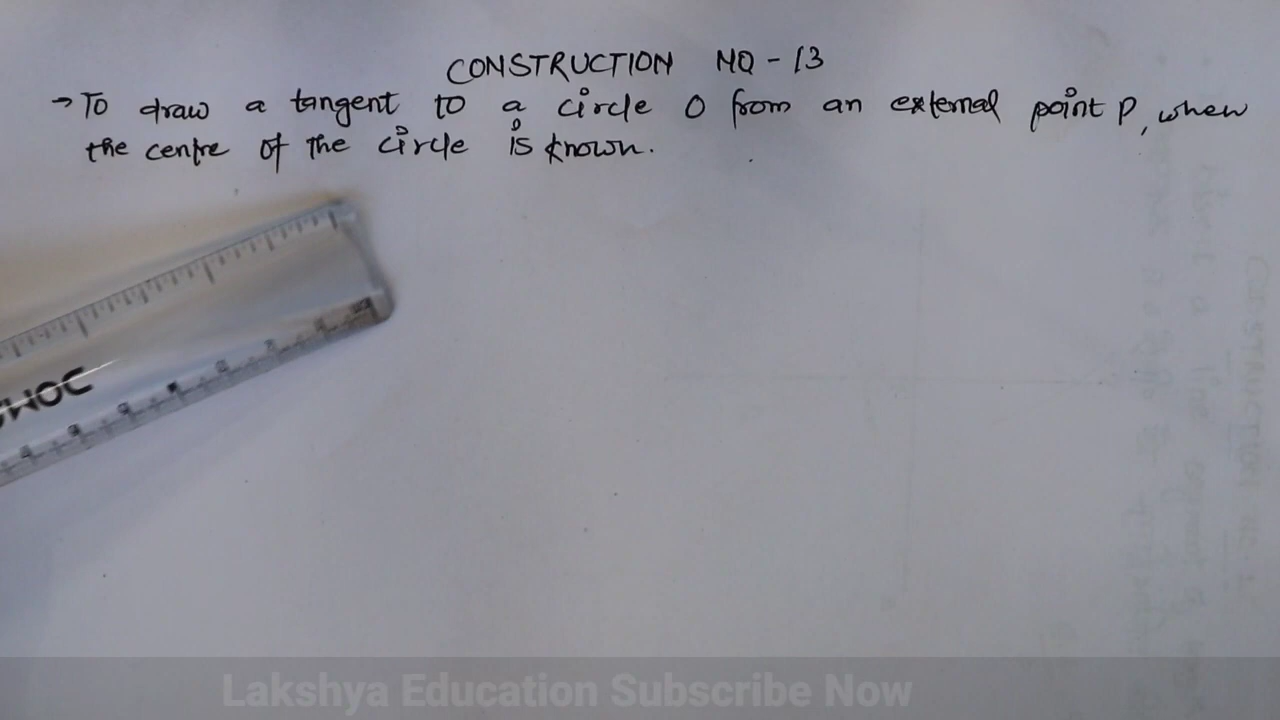 CONSTRUCTION NO - 13
→ To draw a tangent to a circle O from an external point P, when
the centre of the circle is known.
Lakshya Education Subscribe Now